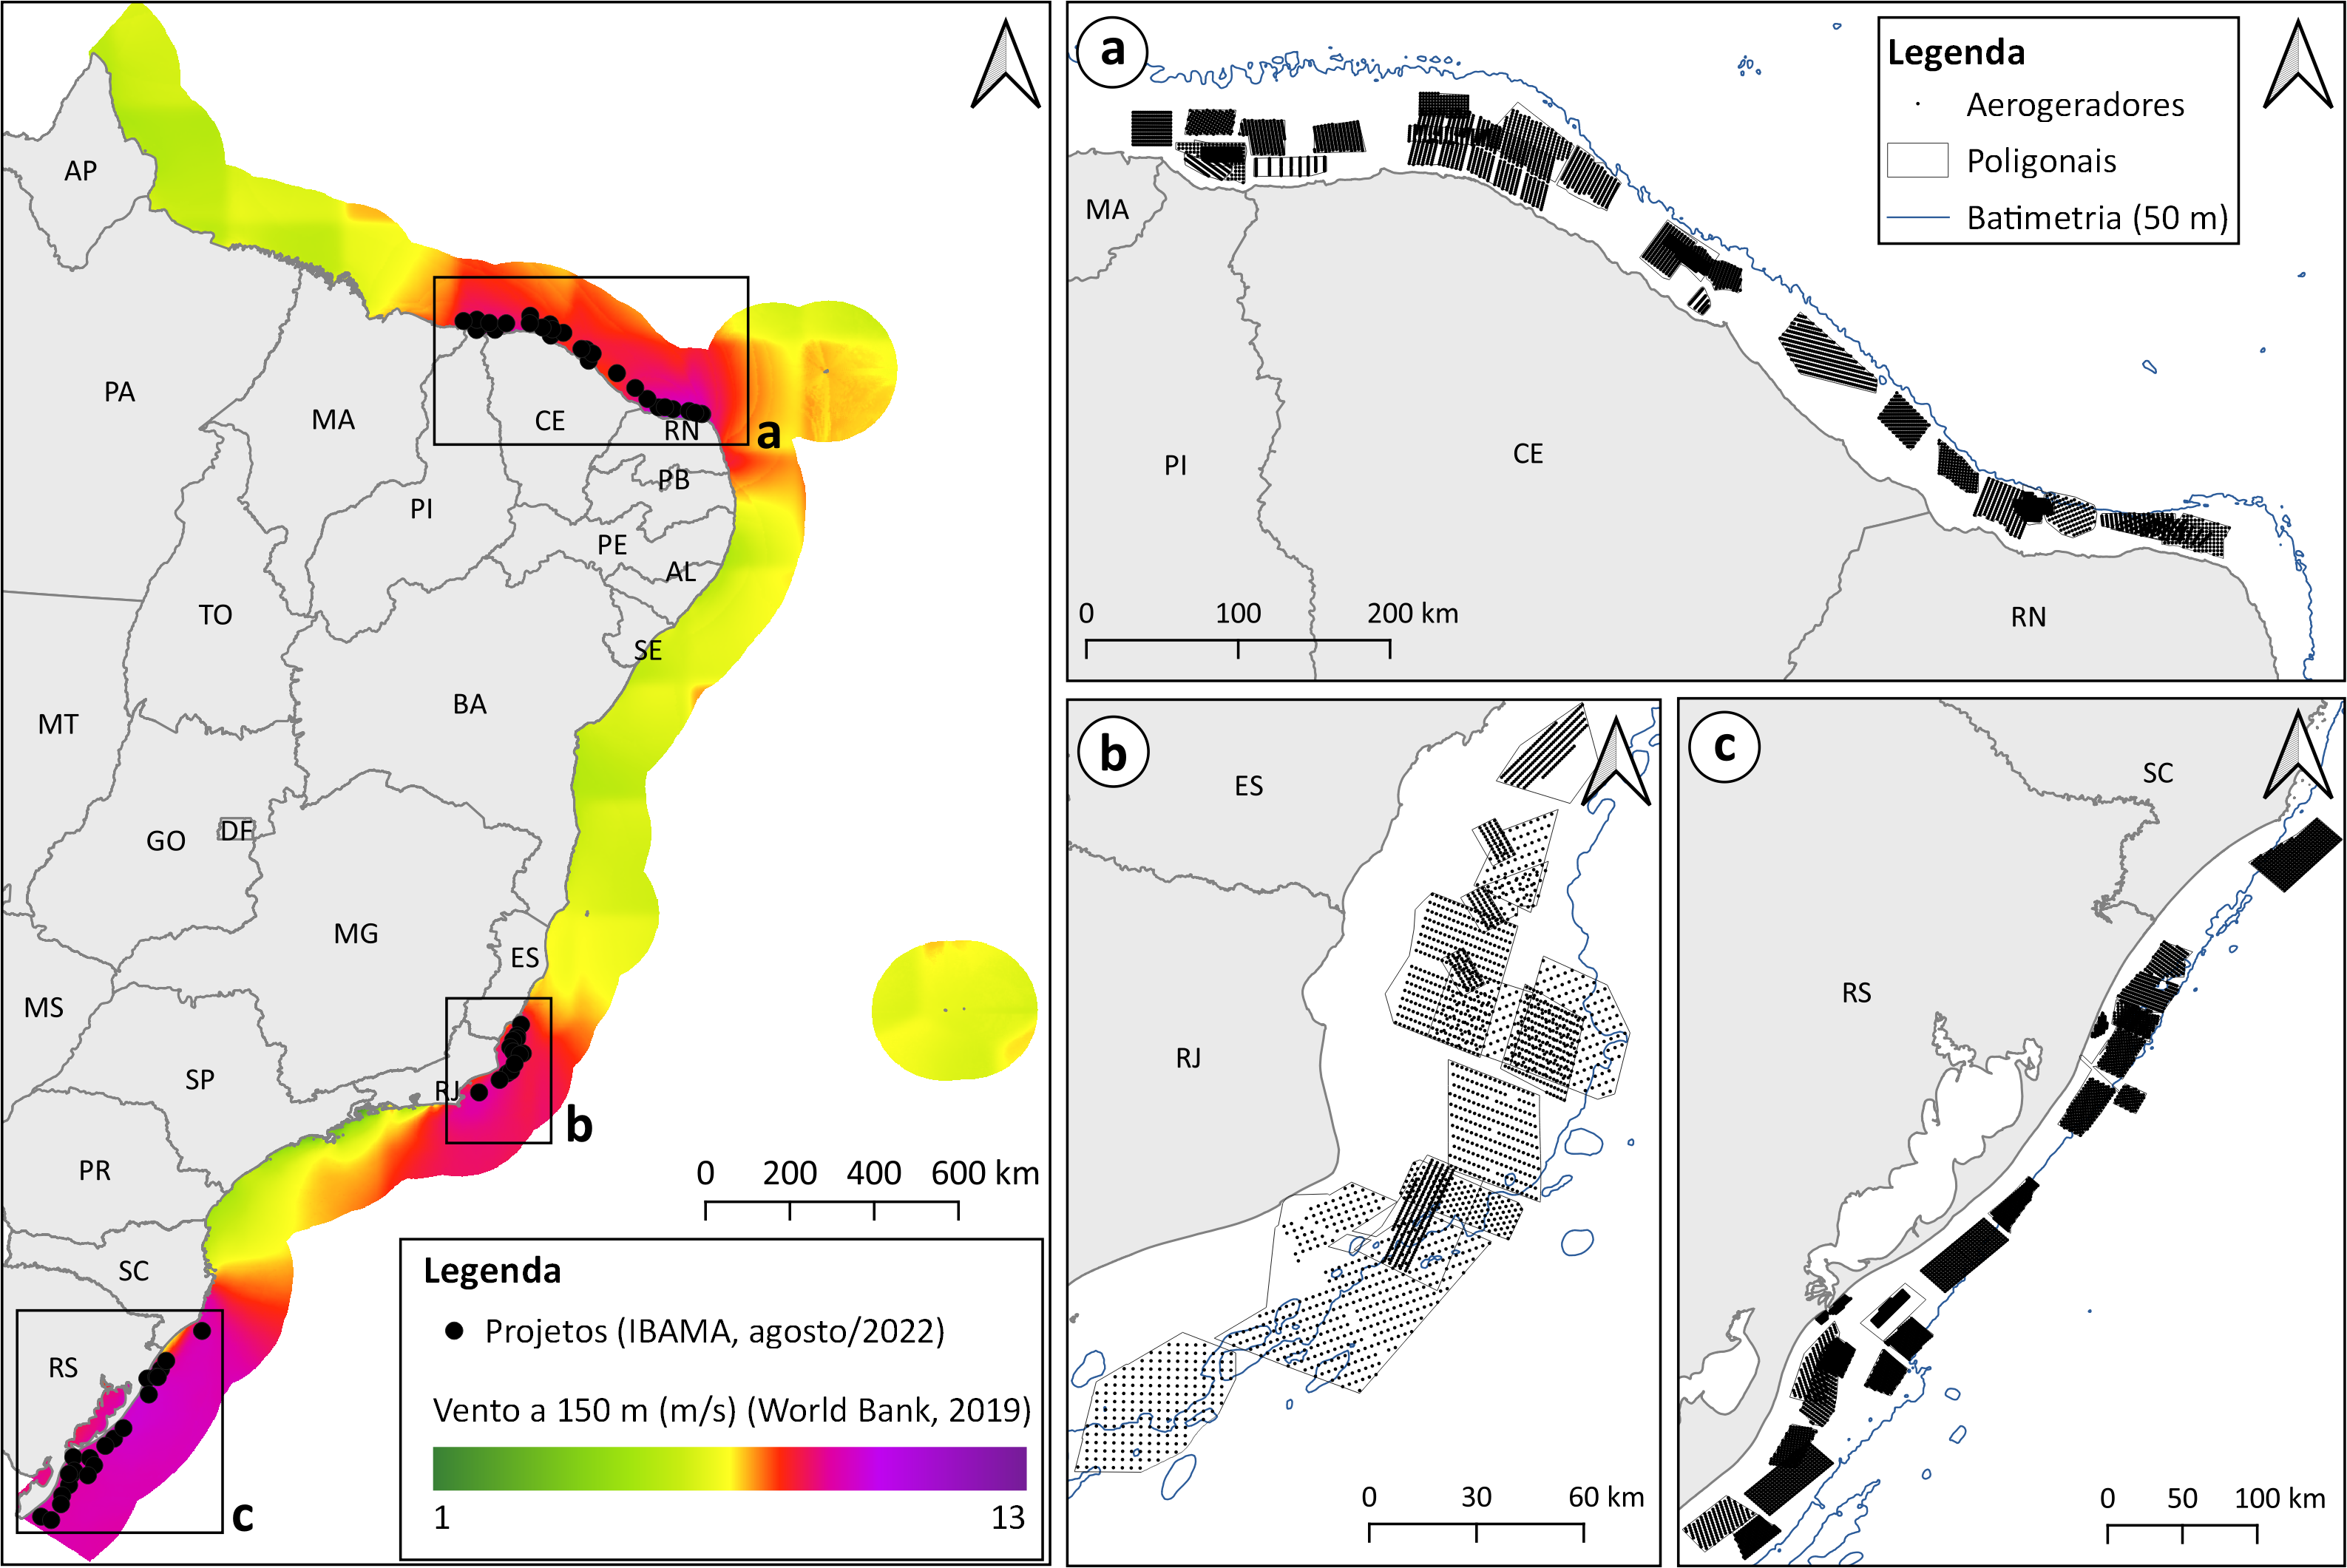 AP
PA
MA
CE
RN
a
PB
PI
PE
AL
TO
SE
BA
MT
GO
DF
MG
ES
MS
SP
RJ
b
PR
SC
RS
c
0 200 400 600 km
Legenda
Projetos (IBAMA, agosto/2022)
Vento a 150 m (m/s) (World Bank, 2019)
1 13
a
Legenda
Aerogeradores
Poligonais
Batimetria (50 m)
MA
PI
CE
RN
0 100 200 km
b
ES
RJ
0 30 60 km
c
SC
RS
0 50 100 km